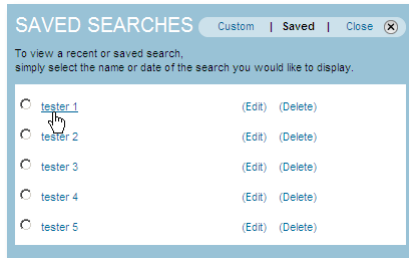 SAVED SEARCHES Custom | Saved | Close
To view a recent or saved search,
simply select the name or date of the search you would like to display.
tester 1 (Edit) (Delete)
tester 2 (Edit) (Delete)
tester 3 (Edit) (Delete)
tester 4 (Edit) (Delete)
tester 5 (Edit) (Delete)